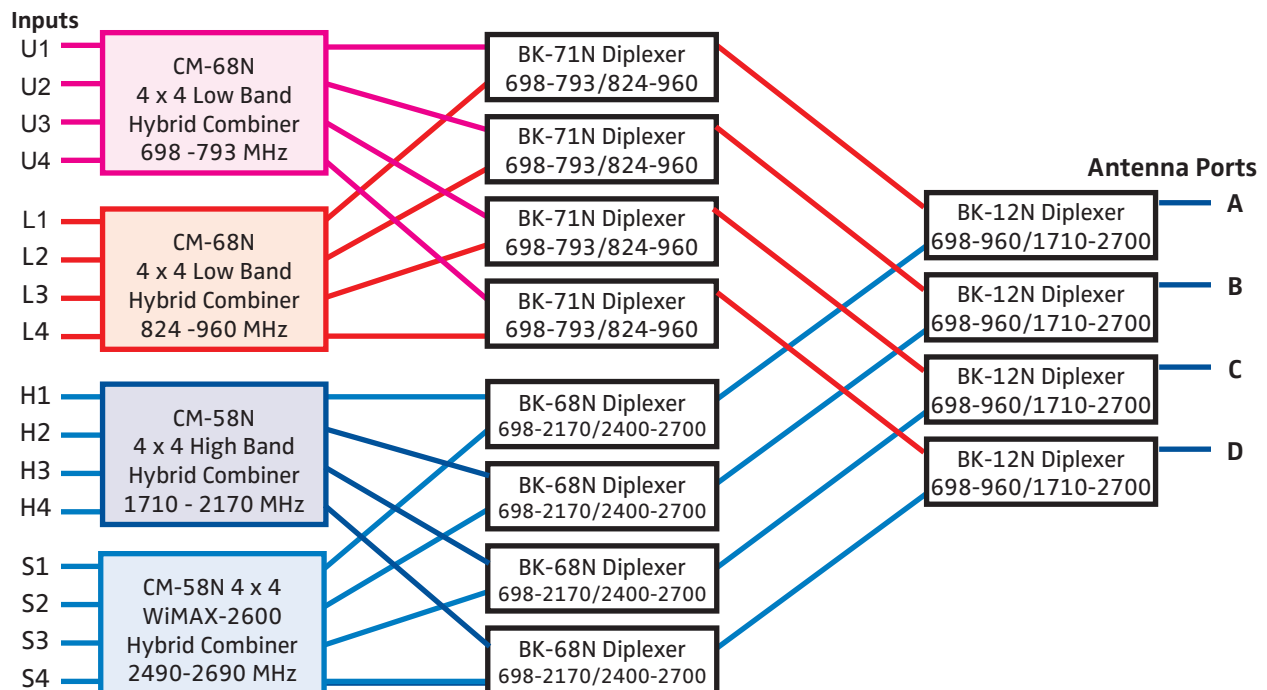 Inputs
U1
U2
U3
U4
CM-68N
4 x 4 Low Band
Hybrid Combiner
698 -793 MHz
L1
L2
L3
L4
CM-68N
4 x 4 Low Band
Hybrid Combiner
824 -960 MHz
H1
H2
H3
H4
CM-58N
4 x 4 High Band
Hybrid Combiner
1710 - 2170 MHz
S1
S2
S3
S4
CM-58N 4 x 4
WiMAX-2600
Hybrid Combiner
2490-2690 MHz
BK-71N Diplexer
698-793/824-960
BK-71N Diplexer
698-793/824-960
BK-71N Diplexer
698-793/824-960
BK-71N Diplexer
698-793/824-960
BK-68N Diplexer
698-2170/2400-2700
BK-68N Diplexer
698-2170/2400-2700
BK-68N Diplexer
698-2170/2400-2700
BK-68N Diplexer
698-2170/2400-2700
Antenna Ports
BK-12N Diplexer
698-960/1710-2700
A
BK-12N Diplexer
698-960/1710-2700
B
BK-12N Diplexer
698-960/1710-2700
C
BK-12N Diplexer
698-960/1710-2700
D